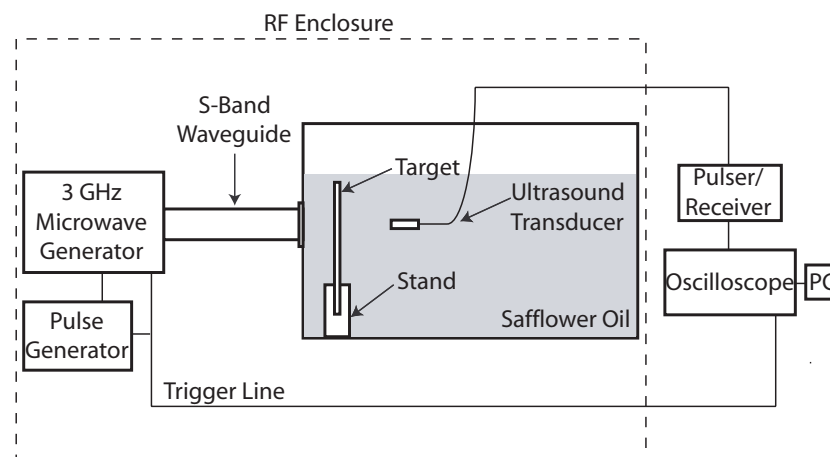 RF Enclosure
S-Band
Waveguide
3 GHz
Microwave
Generator
Target
Ultrasound
Transducer
Pulser/
Receiver
Stand
Oscilloscope
PC
Pulse
Generator
Safflower Oil
Trigger Line